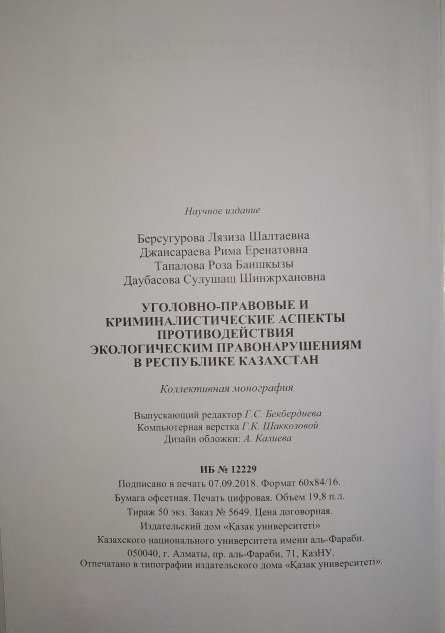 Научное издание
Берсугурова Лязиза Шалтаевна
Джансараева Рима Еренатовна
Тапалова Роза Баишкызы
Даубасова Сулушаш Шинжрхановна
УГОЛОВНО-ПРАВОВЫЕ И
КРИМИНАЛИСТИЧЕСКИЕ АСПЕКТЫ
ПРОТИВОДЕЙСТВИЯ
ЭКОЛОГИЧЕСКИМ ПРАВОНАРУШЕНИЯМ
В РЕСПУБЛИКЕ КАЗАХСТАН
Коллективная монография
Выпускающий редактор Г.С. Бекбердиева
Компьютерная верстка Г.К. Шаккозовой
Дизайн обложки: А. Калиева
ИБ № 12229
Подписано в печать 07.09.2018. Формат 60x84/16.
Бумага офсетная. Печать цифровая. Объем 19,8 п.л.
Тираж 50 экз. Заказ № 5649. Цена договорная.
Издательский дом «Қазақ университеті»
Казахского национального университета имени аль-Фараби.
050040, г. Алматы, пр. аль-Фараби, 71, КазНУ.
Отпечатано в типографии издательского дома «Қазақ университеті».